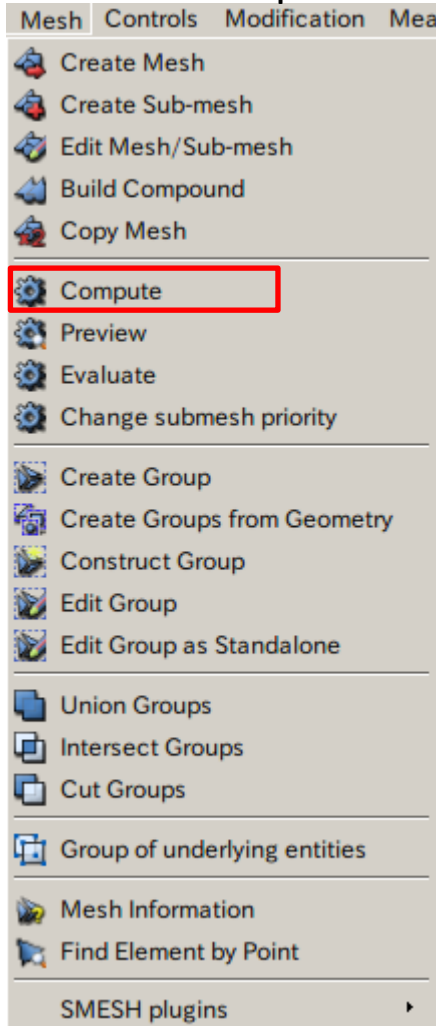 Mesh Controls Modification Mea
Create Mesh
Create Sub-mesh
Edit Mesh/Sub-mesh
Build Compound
Copy Mesh
Compute
Preview
Evaluate
Change submesh priority
Create Group
Create Groups from Geometry
Construct Group
Edit Group
Edit Group as Standalone
Union Groups
Intersect Groups
Cut Groups
Group of underlying entities
Mesh Information
Find Element by Point
SMESH plugins